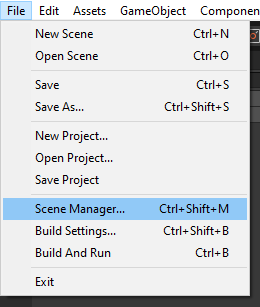 File Edit Assets GameObject Componen
New Scene Ctrl+N
Open Scene Ctrl+O
Save Ctrl+S
Save As... Ctrl+Shift+S
New Project...
Open Project...
Save Project
Scene Manager... Ctrl+Shift+M
Build Settings... Ctrl+Shift+B
Build And Run Ctrl+B
Exit